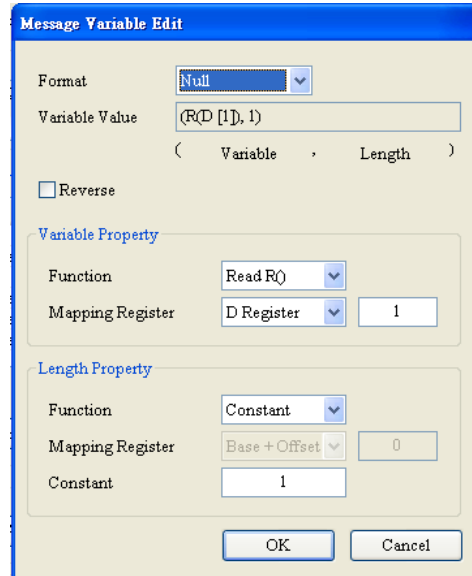 Message Variable Edit
Format Null
Variable Value (R(D [1]), 1)
( Variable , Length )
Reverse
Variable Property
Function Read R()
Mapping Register D Register 1
Length Property
Function Constant
Mapping Register Base + Offset 0
Constant 1
OK Cancel